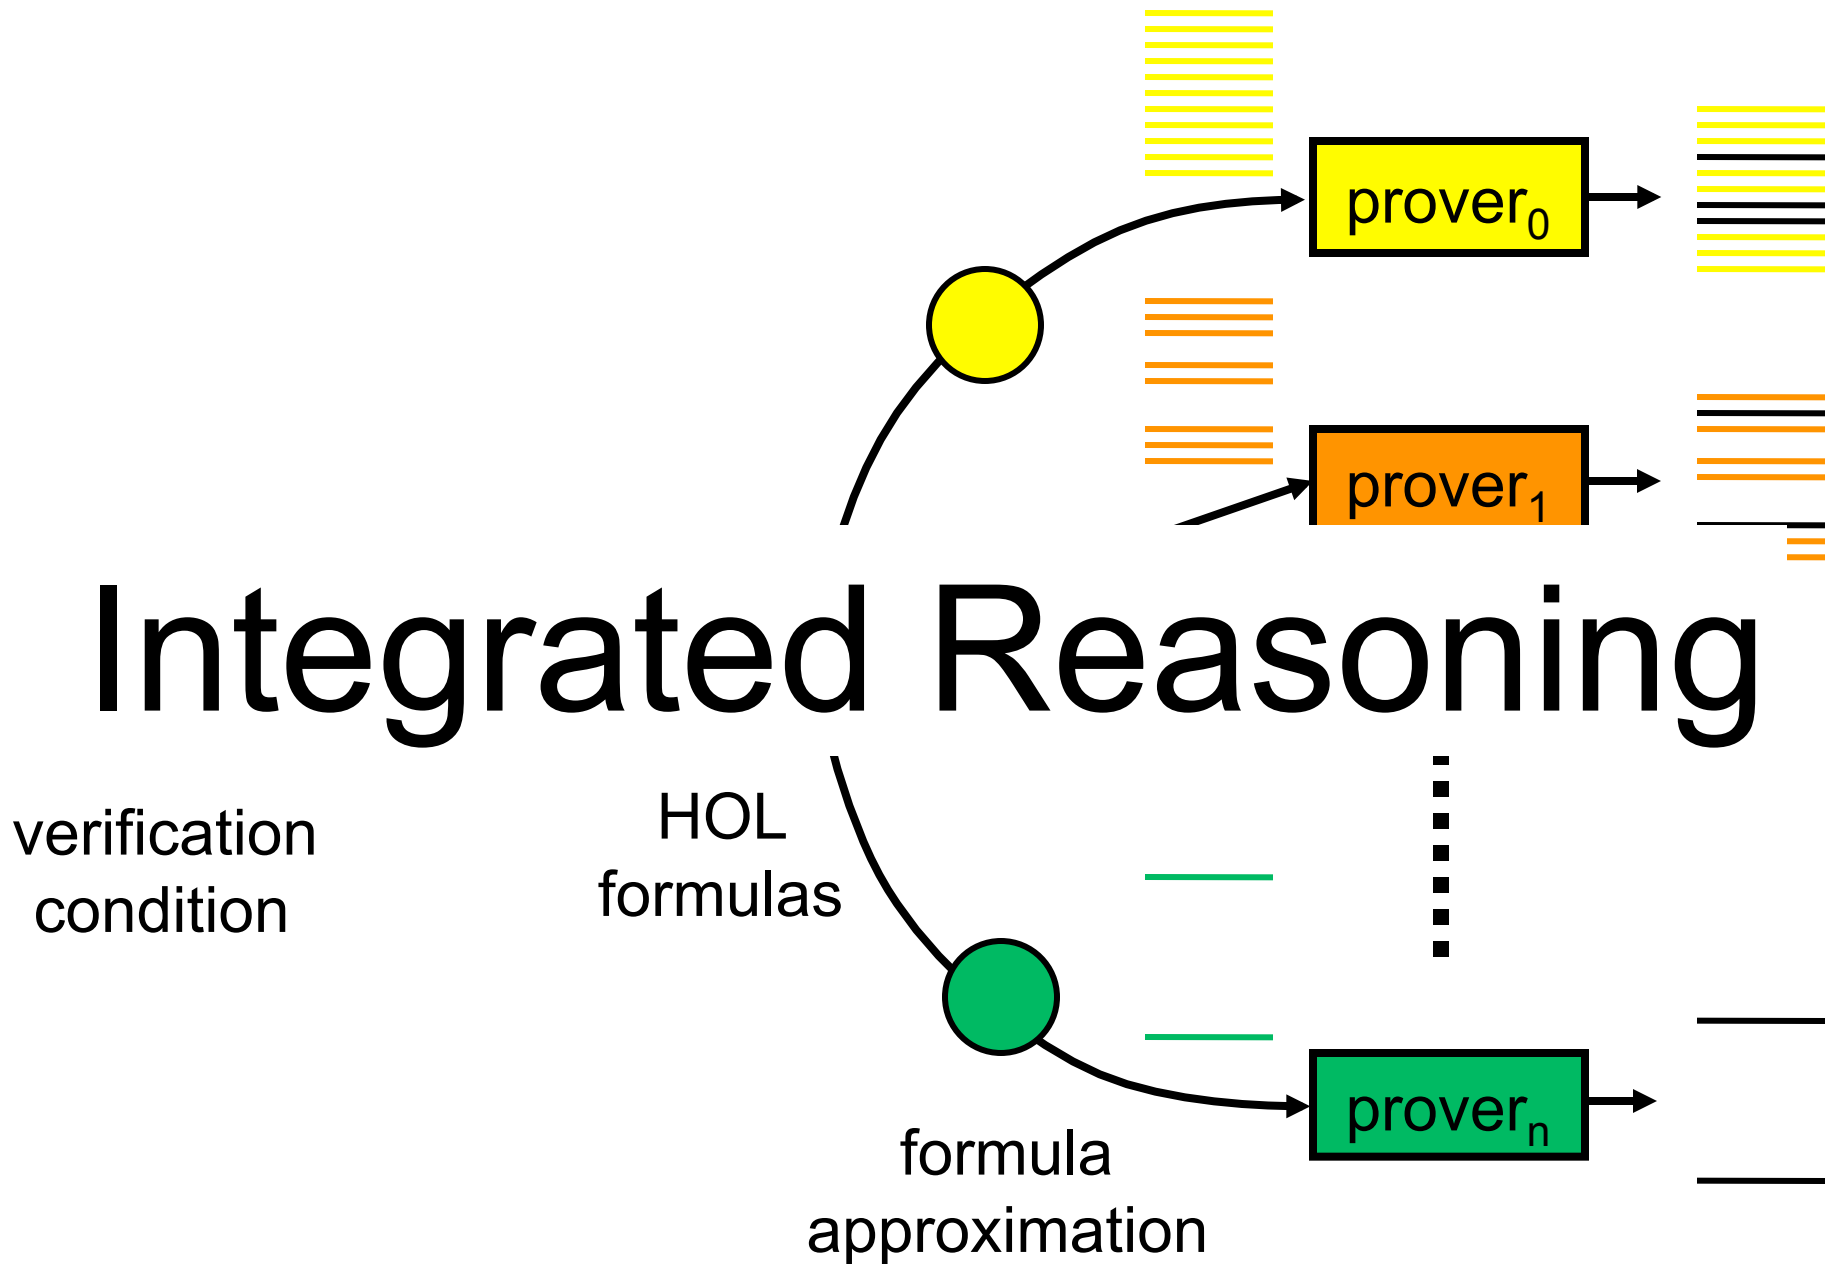 prover₀
prover₁
Integrated Reasoning
verification
condition
HOL
formulas
proverₙ
formula
approximation